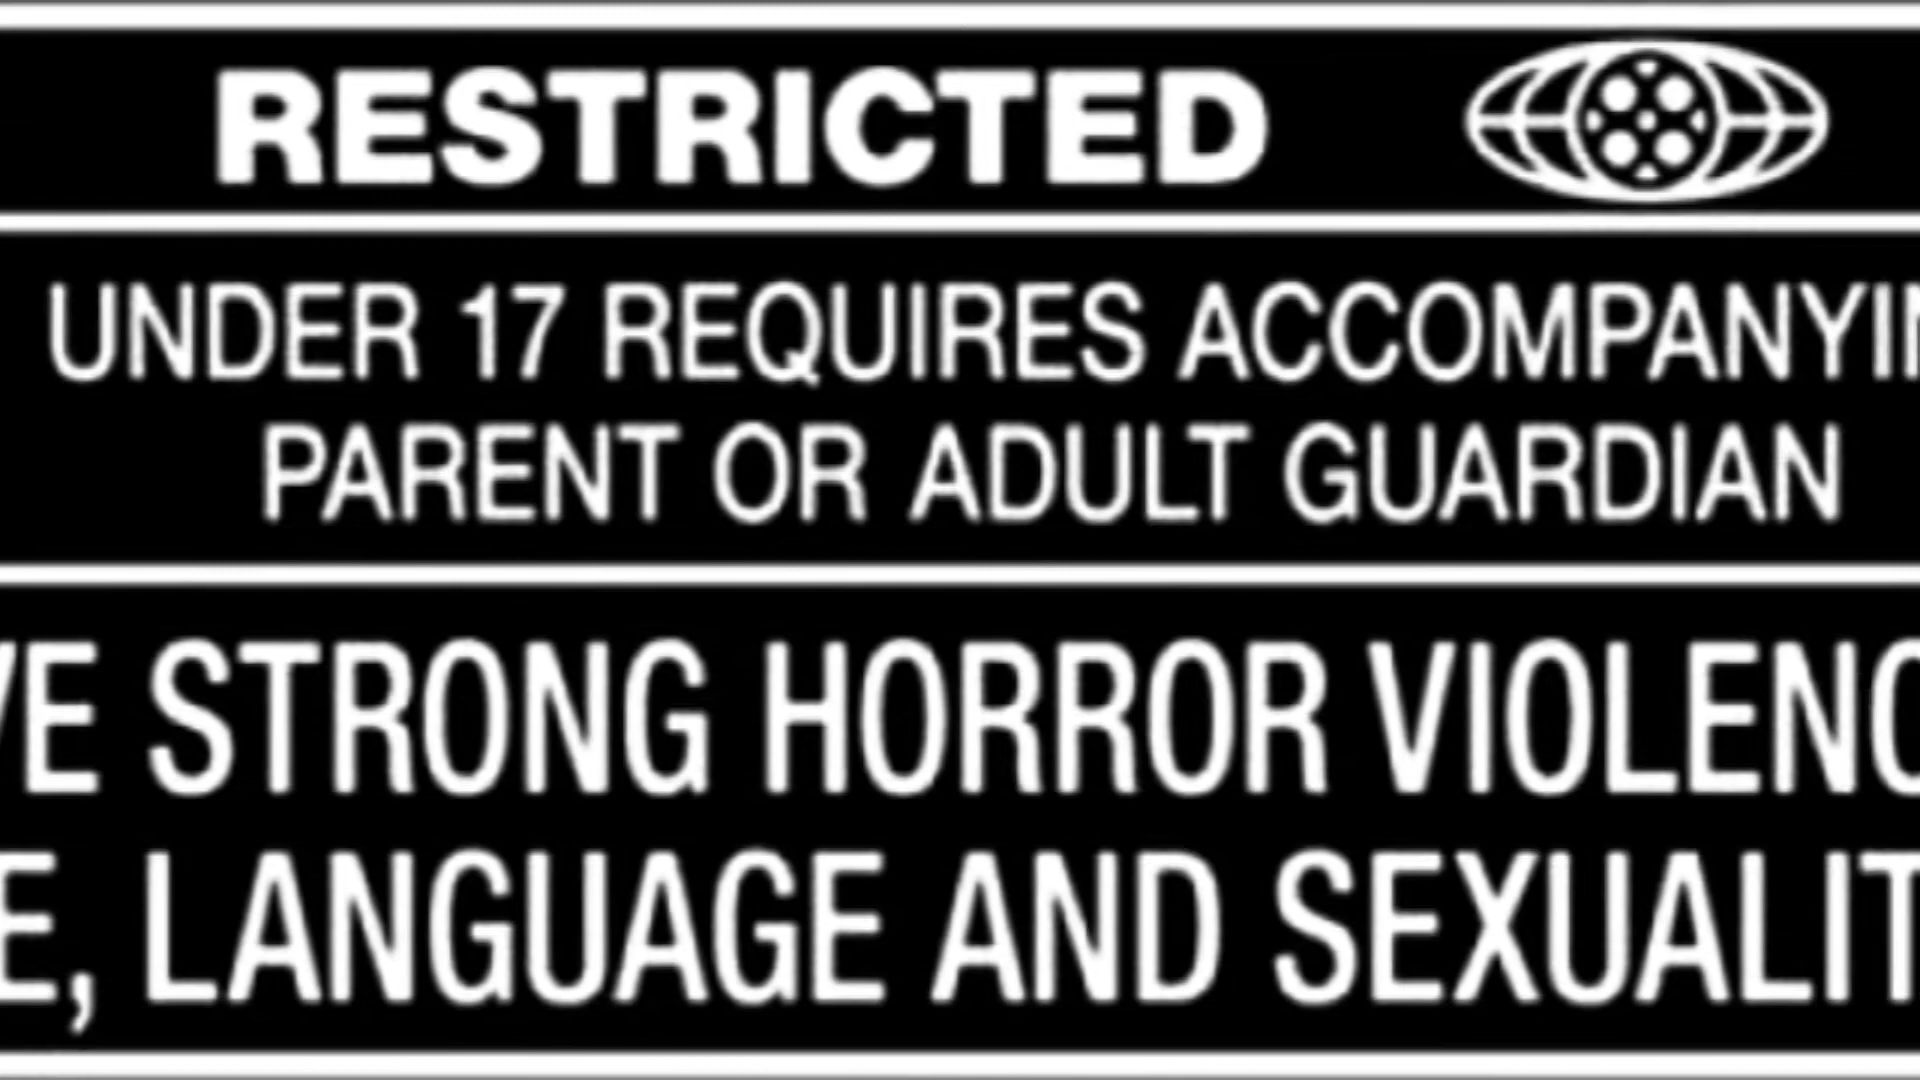 RESTRICTED
UNDER 17 REQUIRES ACCOMPANYIN
PARENT OR ADULT GUARDIAN
VE STRONG HORROR VIOLENC
E, LANGUAGE AND SEXUALIT